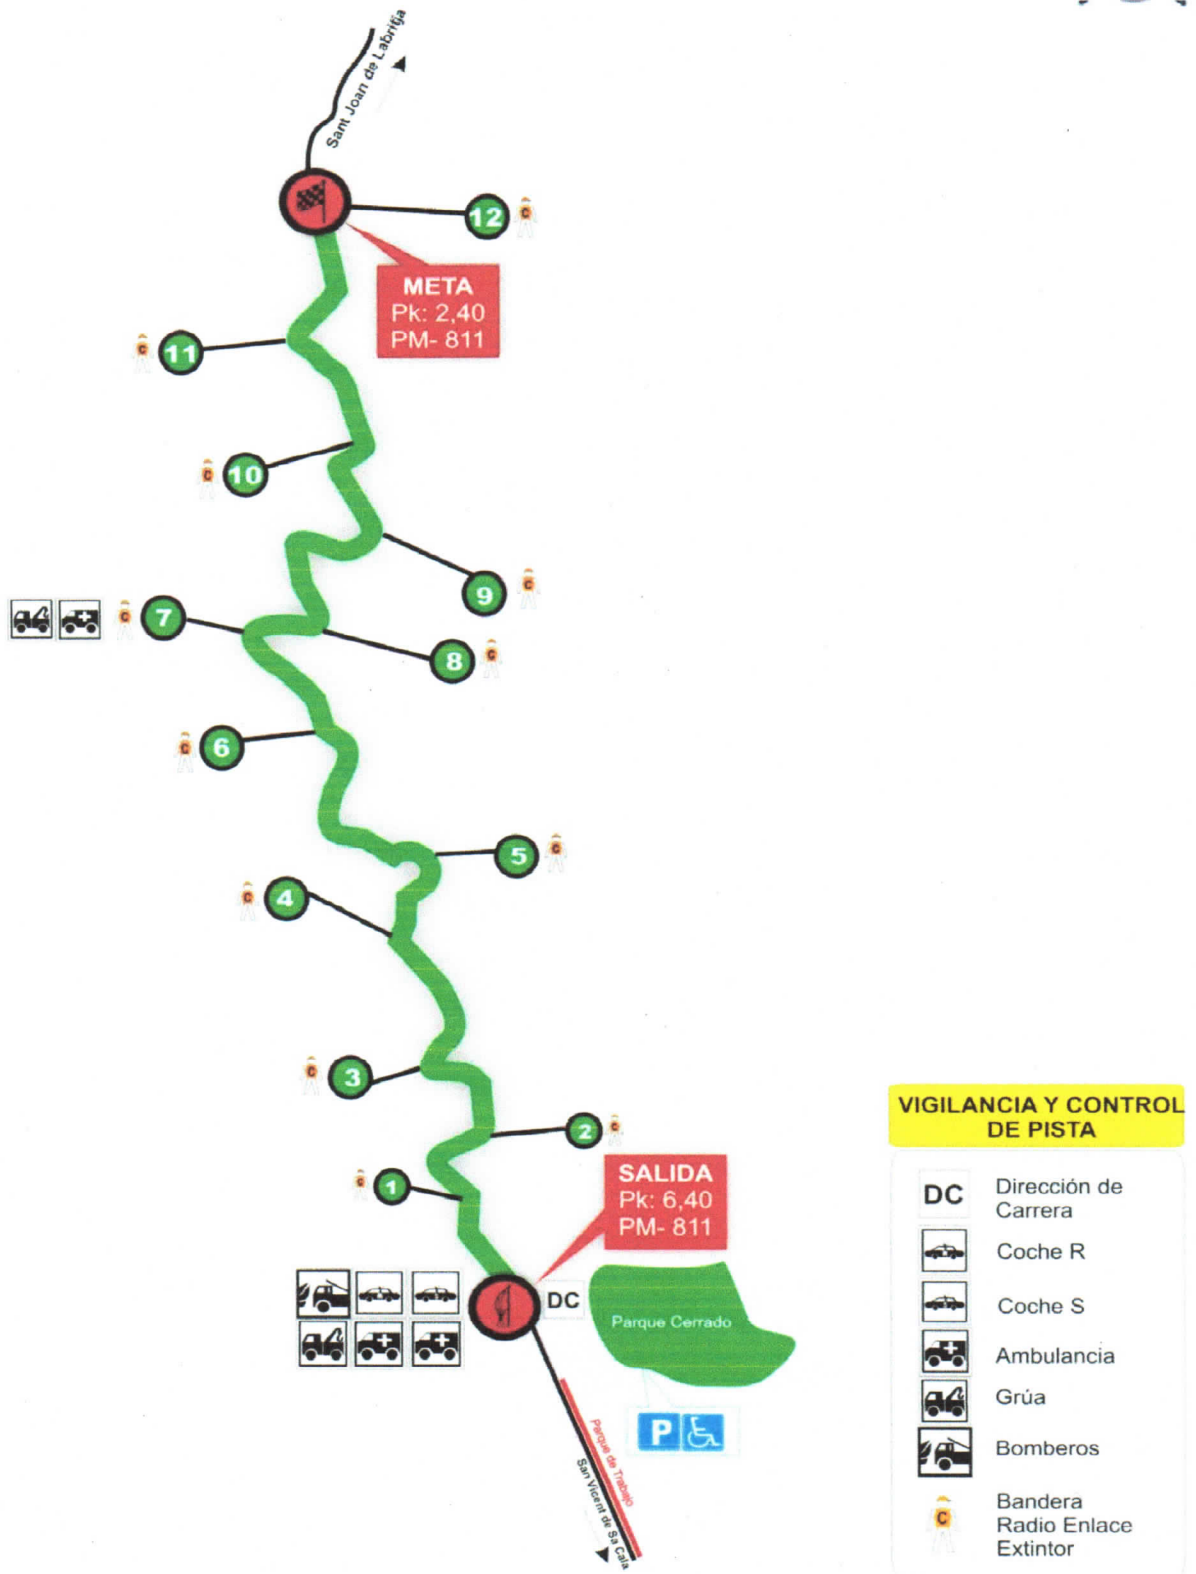 Sant Joan de Labritja
12
META
Pk: 2,40
PM- 811
11
10
9
7
8
6
5
4
3
2
1
SALIDA
Pk: 6,40
PM- 811
DC
Parque Cerrado
P
Parque de Trabajo
San Vicent de Sa Cala
VIGILANCIA Y CONTROL
DE PISTA
DC
Dirección de
Carrera
Coche R
Coche S
Ambulancia
Grúa
Bomberos
C
Bandera
Radio Enlace
Extintor